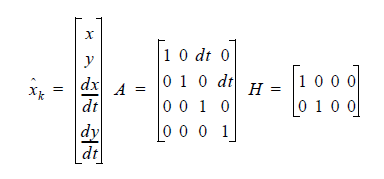 x̂_k = [x y dx/dt dy/dt] A = [1 0 dt 0; 0 1 0 dt; 0 0 1 0; 0 0 0 1] H = [1 0 0 0; 0 1 0 0]